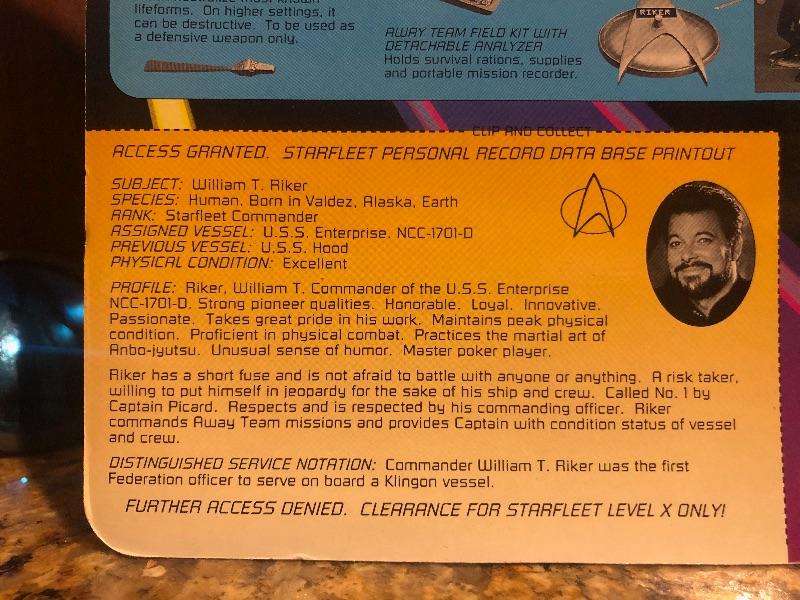 lifeforms. On higher settings, it
can be destructive. To be used as
a defensive weapon only.
AWAY TEAM FIELD KIT WITH
DETACHABLE ANALYZER
Holds survival rations, supplies
and portable mission recorder.
RIKER
CLIP AND COLLECT
ACCESS GRANTED. STARFLEET PERSONAL RECORD DATA BASE PRINTOUT
SUBJECT: William T. Riker
SPECIES: Human. Born in Valdez, Alaska, Earth
RANK: Starfleet Commander
ASSIGNED VESSEL: U.S.S. Enterprise. NCC-1701-D
PREVIOUS VESSEL: U.S.S. Hood
PHYSICAL CONDITION: Excellent
PROFILE: Riker, William T. Commander of the U.S.S. Enterprise
NCC-1701-D. Strong pioneer qualities. Honorable. Loyal. Innovative.
Passionate. Takes great pride in his work. Maintains peak physical
condition. Proficient in physical combat. Practices the martial art of
Anbo-jyutsu. Unusual sense of humor. Master poker player.
Riker has a short fuse and is not afraid to battle with anyone or anything. A risk taker,
willing to put himself in jeopardy for the sake of his ship and crew. Called No. 1 by
Captain Picard. Respects and is respected by his commanding officer. Riker
commands Away Team missions and provides Captain with condition status of vessel
and crew.
DISTINGUISHED SERVICE NOTATION: Commander William T. Riker was the first
Federation officer to serve on board a Klingon vessel.
FURTHER ACCESS DENIED. CLEARANCE FOR STARFLEET LEVEL X ONLY!